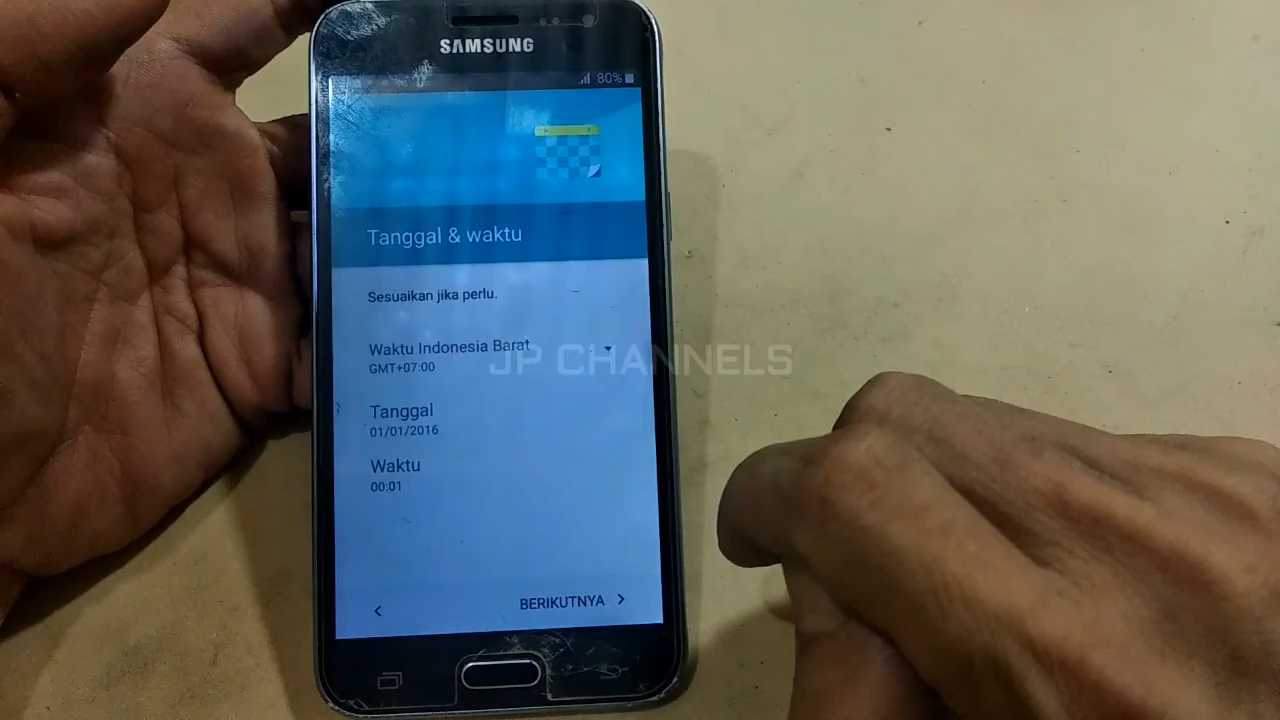 SAMSUNG
80%
Tanggal & waktu
Sesuaikan jika perlu.
Waktu Indonesia Barat
GMT+07:00
JP CHANNELS
Tanggal
01/01/2016
Waktu
00:01
BERIKUTNYA